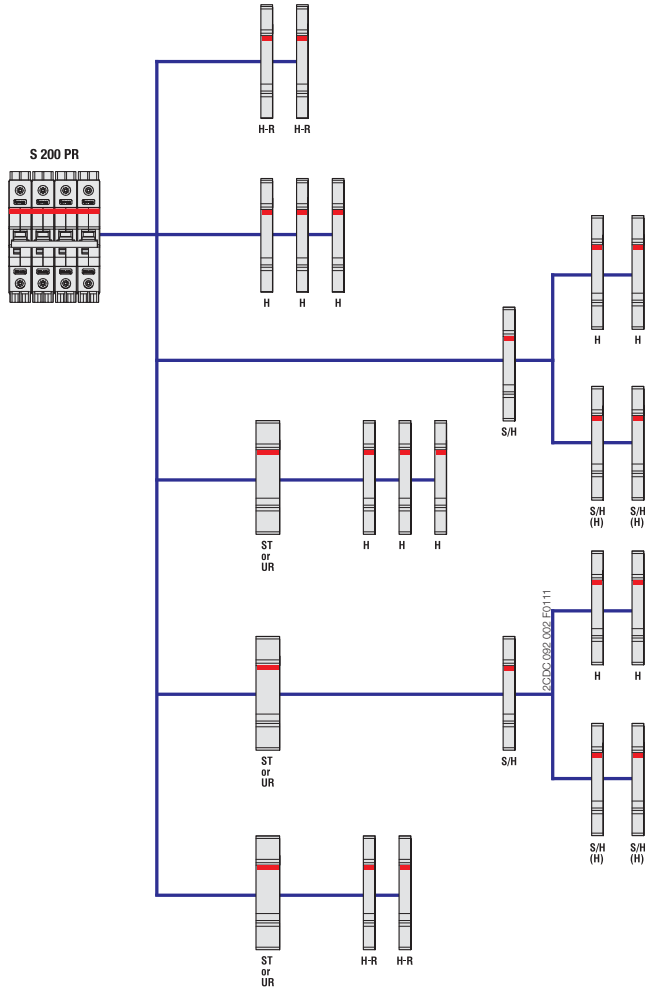 H-R H-R
S 200 PR
H H H
H H
S/H
S/H S/H
(H) (H)
ST
or
UR
H H H
2CDC 092 002 F0111
H H
ST
or
UR
S/H
S/H S/H
(H) (H)
ST
or
UR
H-R H-R